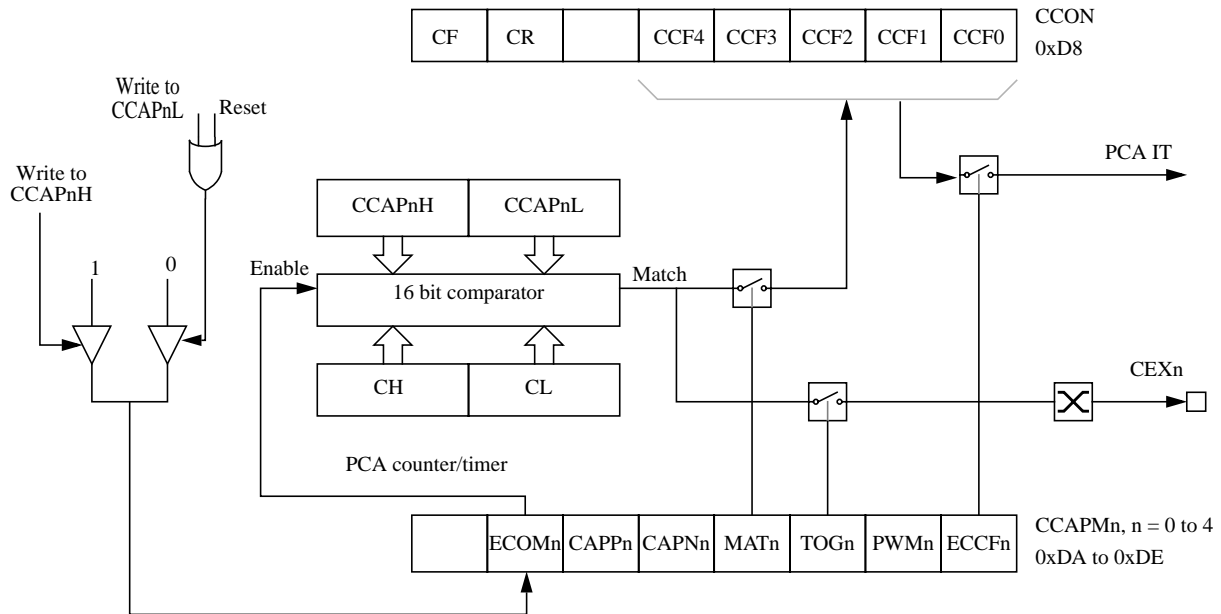 CF CR CCF4 CCF3 CCF2 CCF1 CCF0
CCON
0xD8
Write to
CCAPnL
Reset
Write to
CCAPnH
PCA IT
CCAPnH CCAPnL
1 0
Enable
16 bit comparator
Match
CH CL
CEXn
PCA counter/timer
ECOMn CAPPn CAPNn MATn TOGn PWMn ECCFn
CCAPMn, n = 0 to 4
0xDA to 0xDE